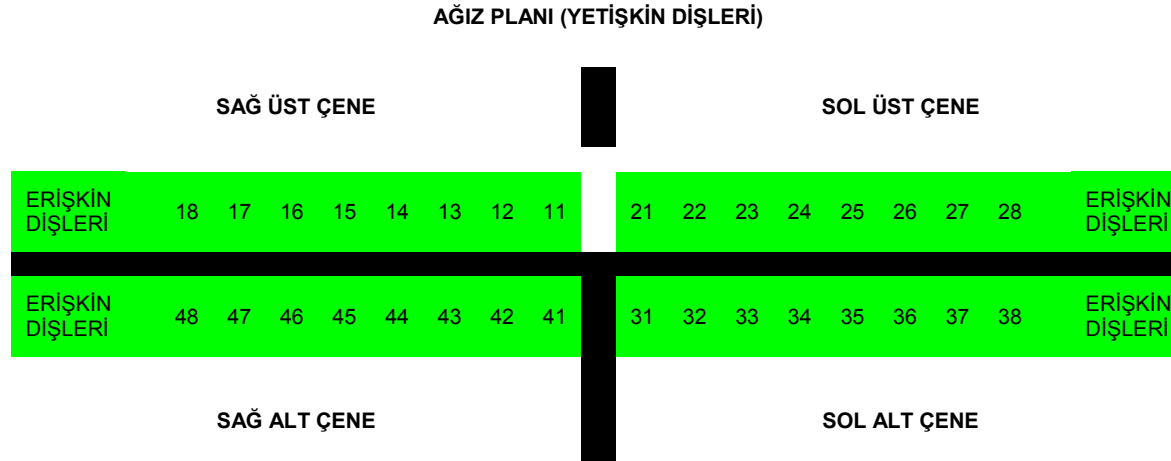 AĞIZ PLANI (YETİŞKİN DİŞLERİ)
SAĞ ÜST ÇENE SOL ÜST ÇENE
ERİŞKİN DİŞLERİ 18 17 16 15 14 13 12 11 21 22 23 24 25 26 27 28 ERİŞKİN DİŞLERİ
ERİŞKİN DİŞLERİ 48 47 46 45 44 43 42 41 31 32 33 34 35 36 37 38 ERİŞKİN DİŞLERİ
SAĞ ALT ÇENE SOL ALT ÇENE